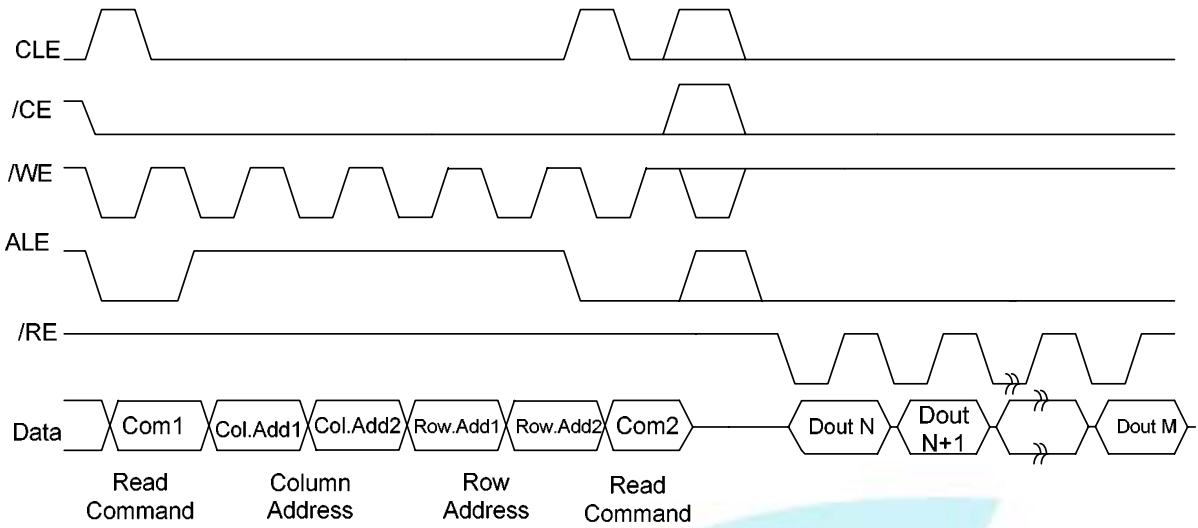 CLE
/CE
/WE
ALE
/RE
Data
Com1
Col.Add1
Col.Add2
Row.Add1
Row.Add2
Com2
Dout N
Dout
N+1
Dout M
Read
Command
Column
Address
Row
Address
Read
Command